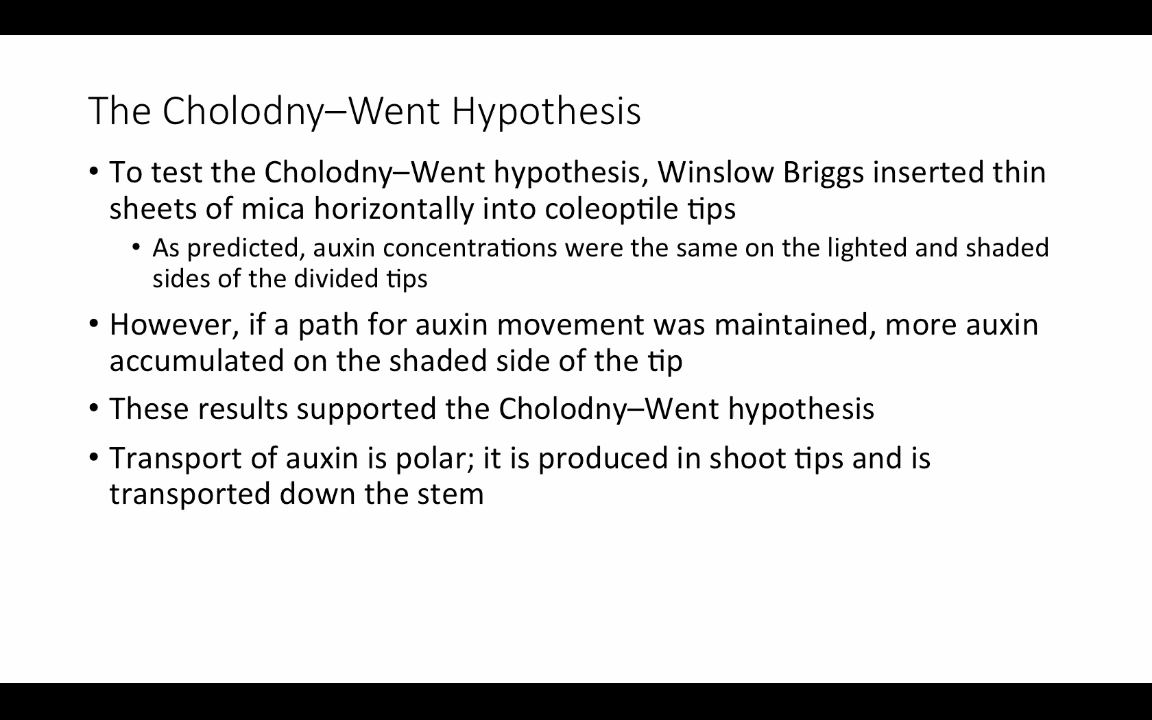 The Cholodny–Went Hypothesis
• To test the Cholodny–Went hypothesis, Winslow Briggs inserted thin
sheets of mica horizontally into coleoptile tips
• As predicted, auxin concentrations were the same on the lighted and shaded
sides of the divided tips
• However, if a path for auxin movement was maintained, more auxin
accumulated on the shaded side of the tip
• These results supported the Cholodny–Went hypothesis
• Transport of auxin is polar; it is produced in shoot tips and is
transported down the stem